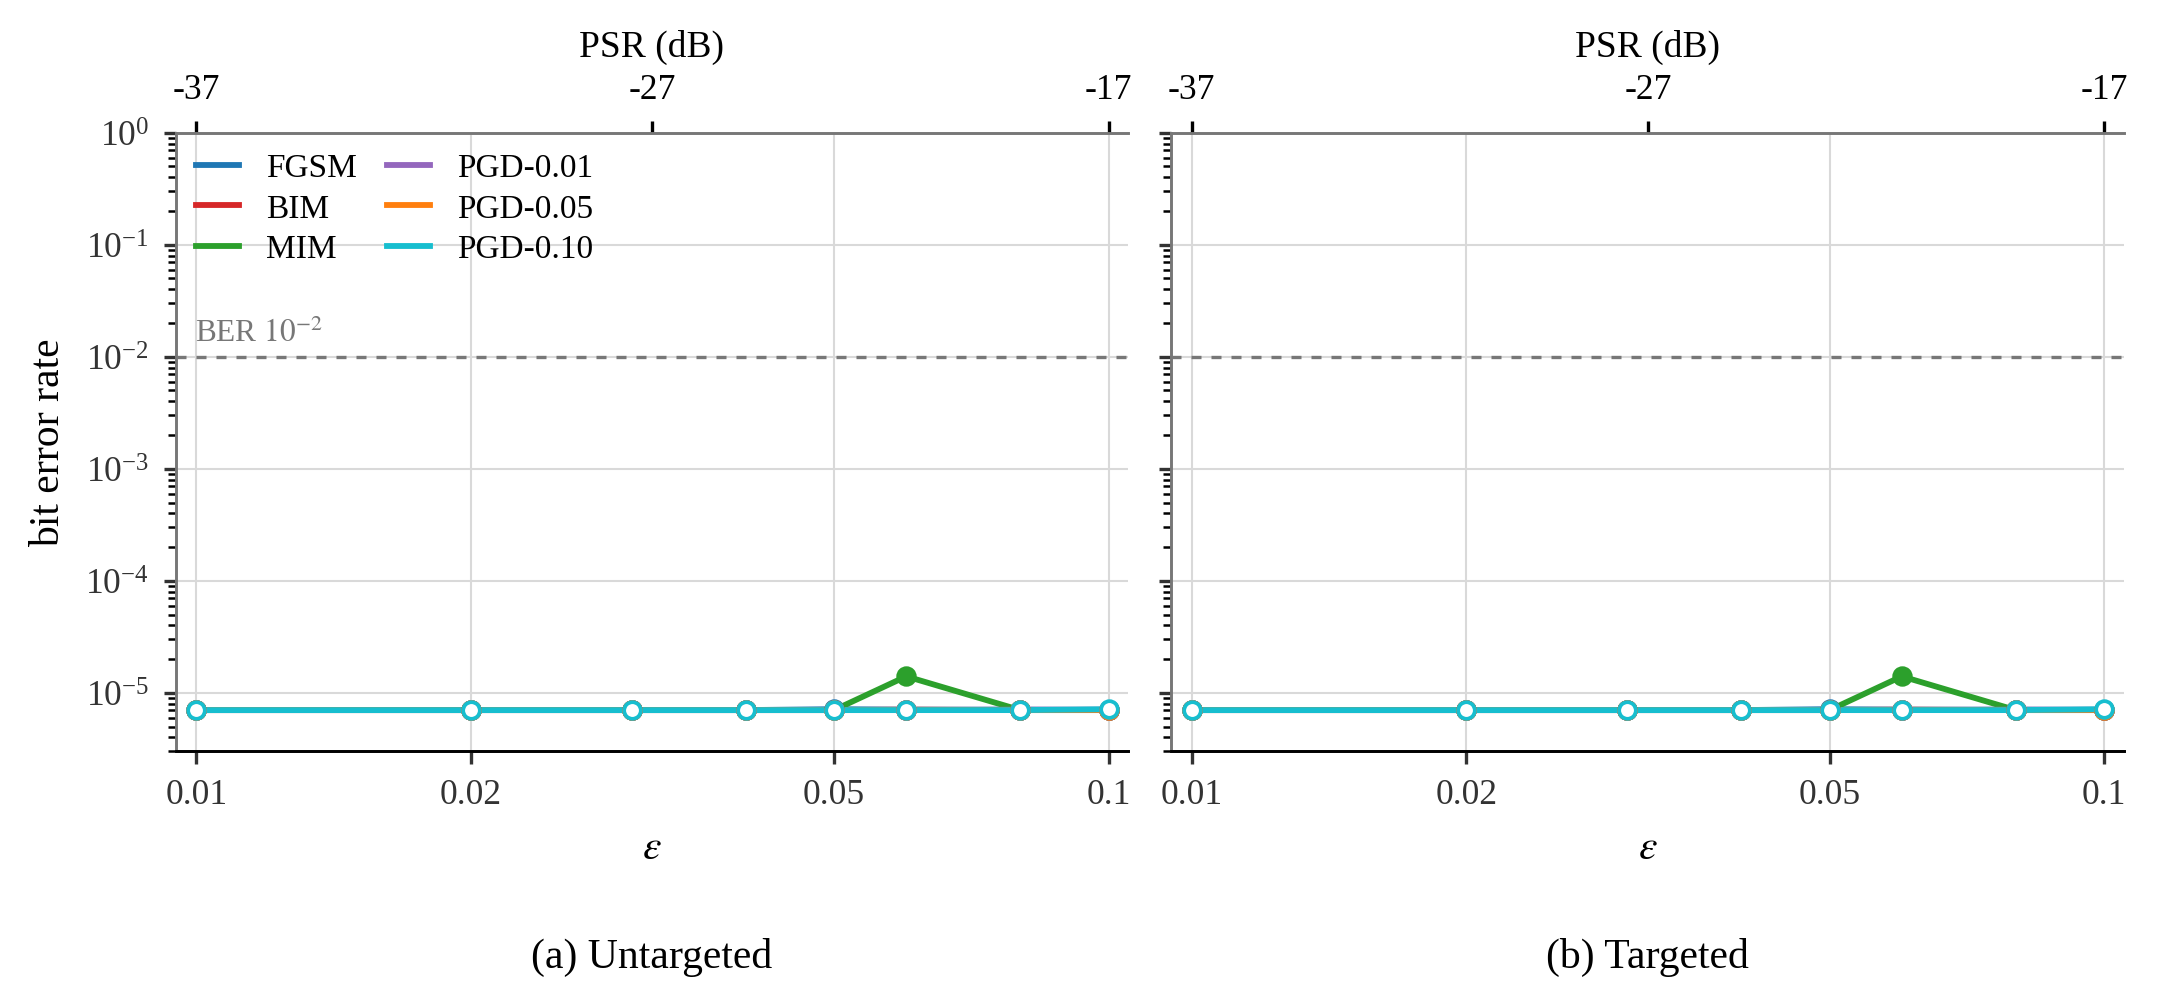 PSR (dB)
-37 -27 -17
10⁰
10⁻¹
10⁻²
10⁻³
10⁻⁴
10⁻⁵
bit error rate
FGSM PGD-0.01
BIM PGD-0.05
MIM PGD-0.10
BER 10⁻²
0.01 0.02 0.05 0.1
ε
(a) Untargeted
PSR (dB)
-37 -27 -17
0.01 0.02 0.05 0.1
ε
(b) Targeted